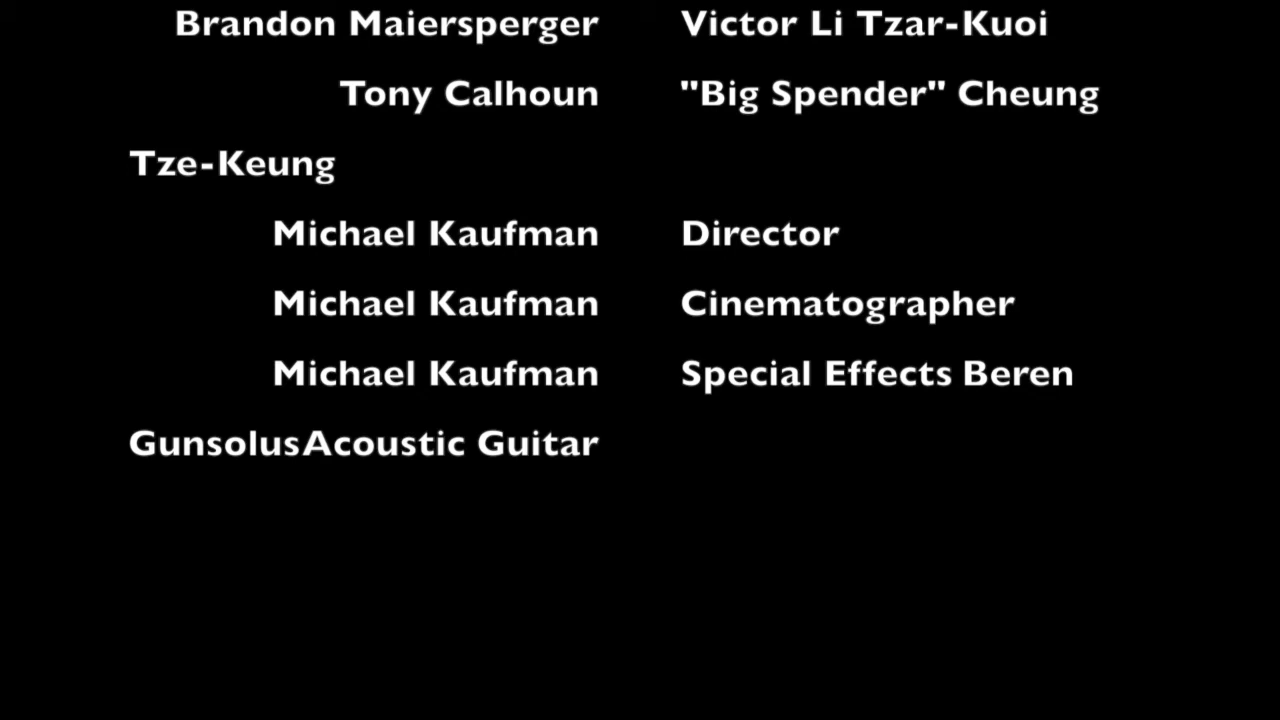 Brandon Maiersperger Victor Li Tzar-Kuoi
Tony Calhoun "Big Spender" Cheung
Tze-Keung
Michael Kaufman Director
Michael Kaufman Cinematographer
Michael Kaufman Special Effects Beren
GunsolusAcoustic Guitar